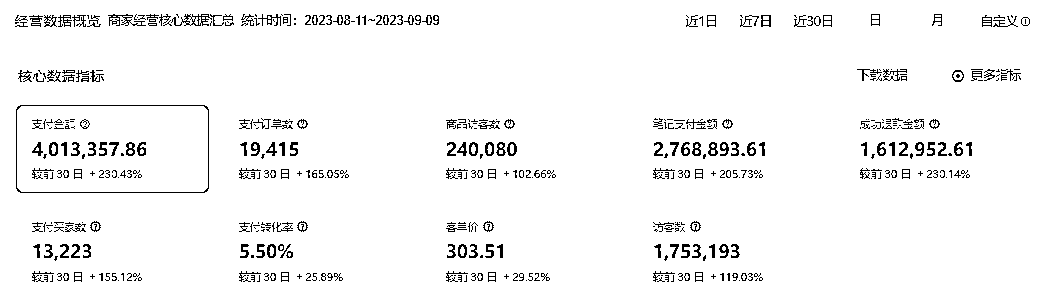 经营数据概览 商家经营核心数据汇总 统计时间：2023-08-11~2023-09-09 近1日 近7日 近30日 日 月 自定义
核心数据指标 下载数据 更多指标
支付金额 支付订单数 商品访客数 笔记支付金额 成功退款金额
4,013,357.86 19,415 240,080 2,768,893.61 1,612,952.61
较前 30 日 + 230.43% 较前 30 日 + 165.05% 较前 30 日 + 102.66% 较前 30 日 + 205.73% 较前 30 日 + 230.14%
支付买家数 支付转化率 客单价 访客数
13,223 5.50% 303.51 1,753,193
较前 30 日 + 155.12% 较前 30 日 + 25.89% 较前 30 日 + 29.52% 较前 30 日 + 119.03%